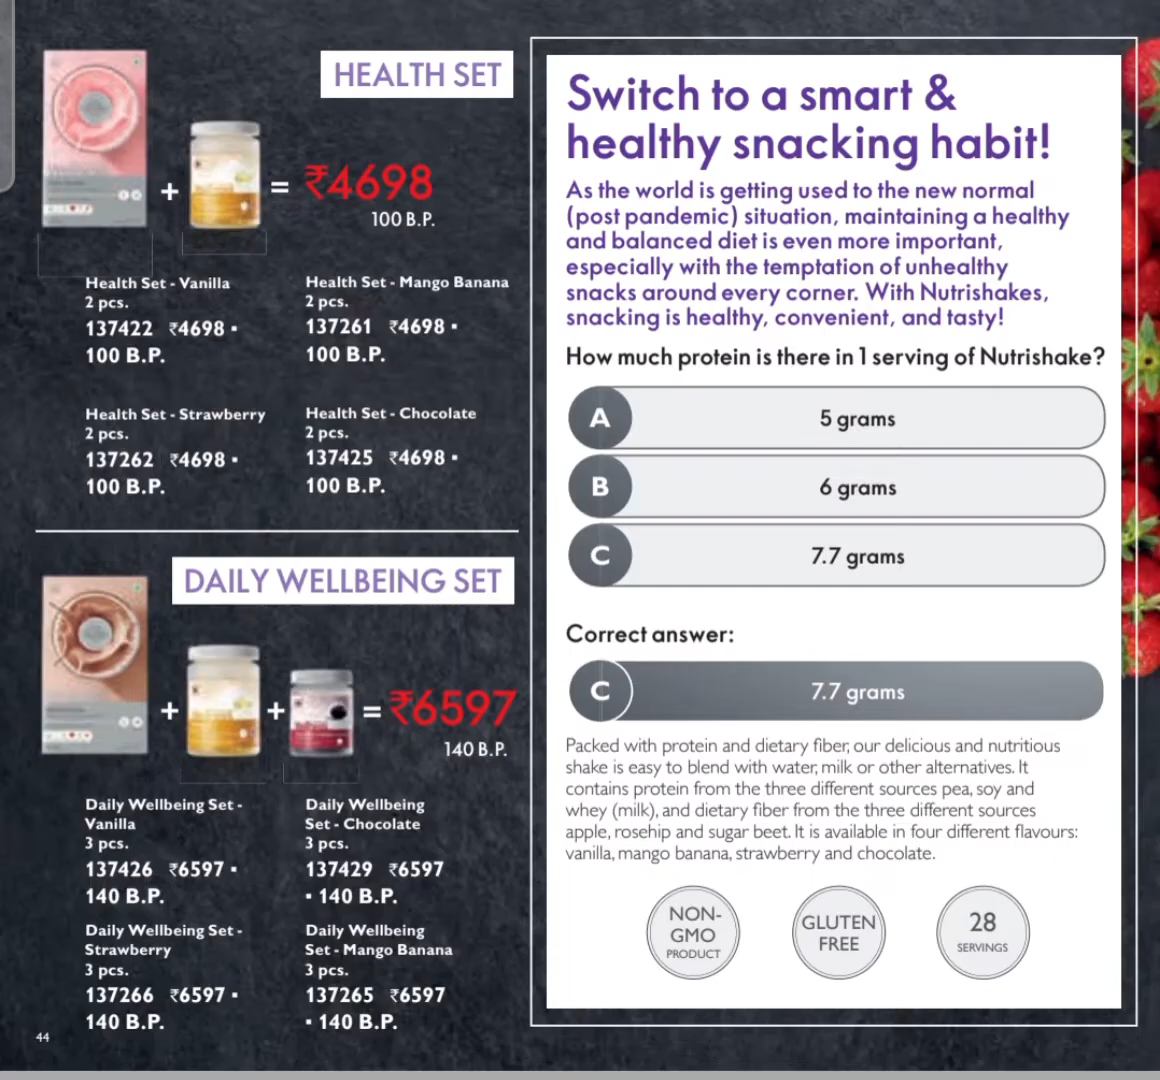 HEALTH SET
+
= ₹4698
100 B.P.
Health Set - Vanilla
2 pcs.
137422 ₹4698 •
100 B.P.
Health Set - Mango Banana
2 pcs.
137261 ₹4698 •
100 B.P.
Health Set - Strawberry
2 pcs.
137262 ₹4698 •
100 B.P.
Health Set - Chocolate
2 pcs.
137425 ₹4698 •
100 B.P.
DAILY WELLBEING SET
+ + = ₹6597
140 B.P.
Daily Wellbeing Set -
Vanilla
3 pcs.
137426 ₹6597 •
140 B.P.
Daily Wellbeing
Set - Chocolate
3 pcs.
137429 ₹6597
• 140 B.P.
Daily Wellbeing Set -
Strawberry
3 pcs.
137266 ₹6597 •
140 B.P.
Daily Wellbeing
Set - Mango Banana
3 pcs.
137265 ₹6597
• 140 B.P.
44
Switch to a smart &
healthy snacking habit!
As the world is getting used to the new normal
(post pandemic) situation, maintaining a healthy
and balanced diet is even more important,
especially with the temptation of unhealthy
snacks around every corner. With Nutrishakes,
snacking is healthy, convenient, and tasty!
How much protein is there in 1 serving of Nutrishake?
A 5 grams
B 6 grams
C 7.7 grams
Correct answer:
C 7.7 grams
Packed with protein and dietary fiber, our delicious and nutritious
shake is easy to blend with water, milk or other alternatives. It
contains protein from the three different sources pea, soy and
whey (milk), and dietary fiber from the three different sources
apple, rosehip and sugar beet. It is available in four different flavours:
vanilla, mango banana, strawberry and chocolate.
NON-
GMO
PRODUCT
GLUTEN
FREE
28
SERVINGS